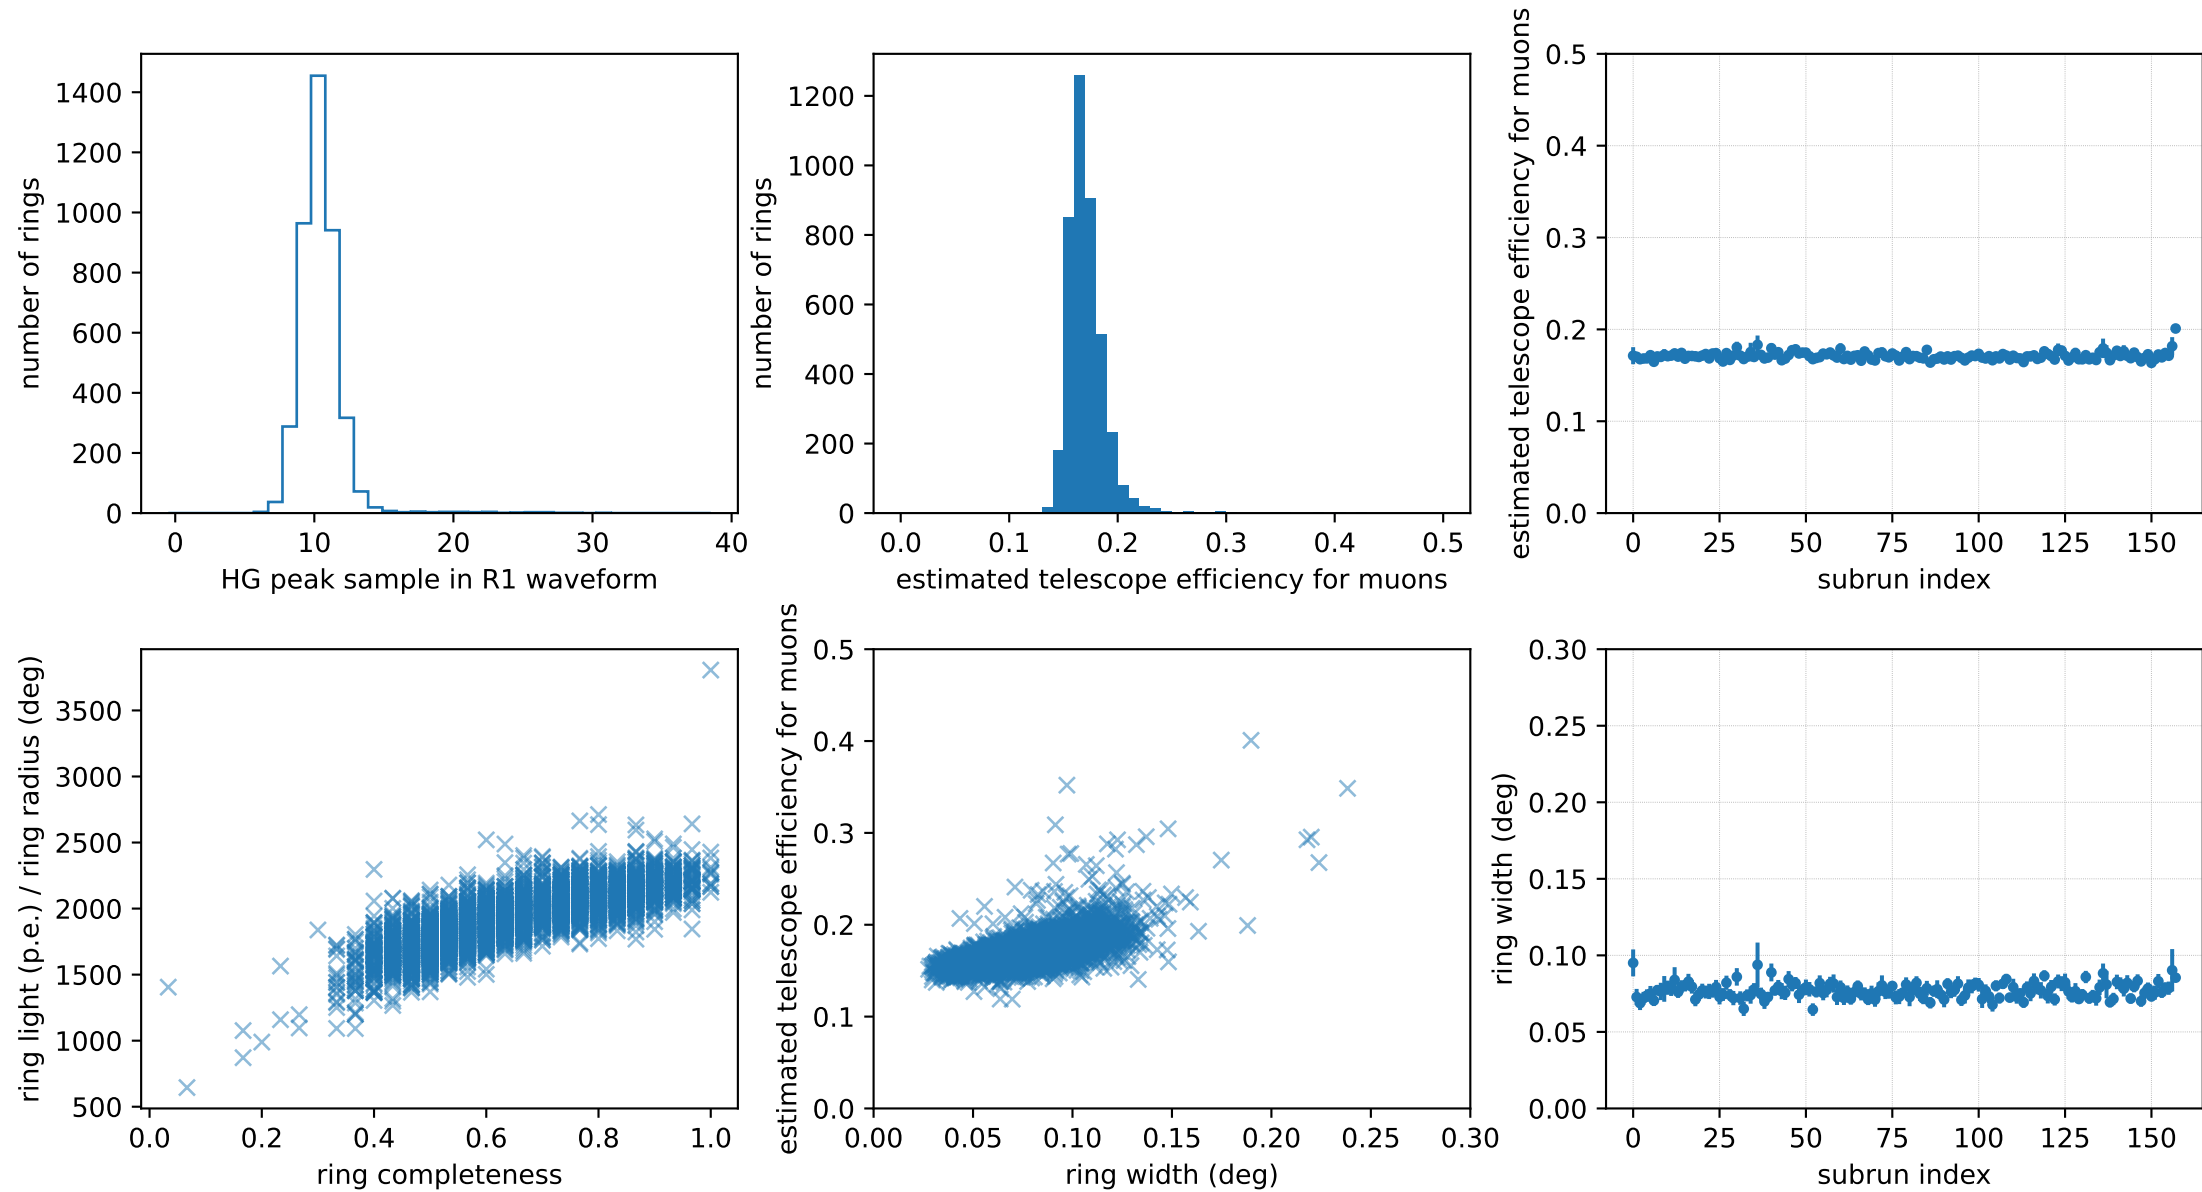 number of rings
1400
1200
1000
800
600
400
200
0
0 10 20 30 40
HG peak sample in R1 waveform
number of rings
1200
1000
800
600
400
200
0
0.0 0.1 0.2 0.3 0.4 0.5
estimated telescope efficiency for muons
estimated telescope efficiency for muons
0.5
0.4
0.3
0.2
0.1
0.0
0 25 50 75 100 125 150
subrun index
ring light (p.e.) / ring radius (deg)
3500
3000
2500
2000
1500
1000
500
0.0 0.2 0.4 0.6 0.8 1.0
ring completeness
estimated telescope efficiency for muons
0.5
0.4
0.3
0.2
0.1
0.0
0.00 0.05 0.10 0.15 0.20 0.25 0.30
ring width (deg)
ring width (deg)
0.30
0.25
0.20
0.15
0.10
0.05
0.00
0 25 50 75 100 125 150
subrun index